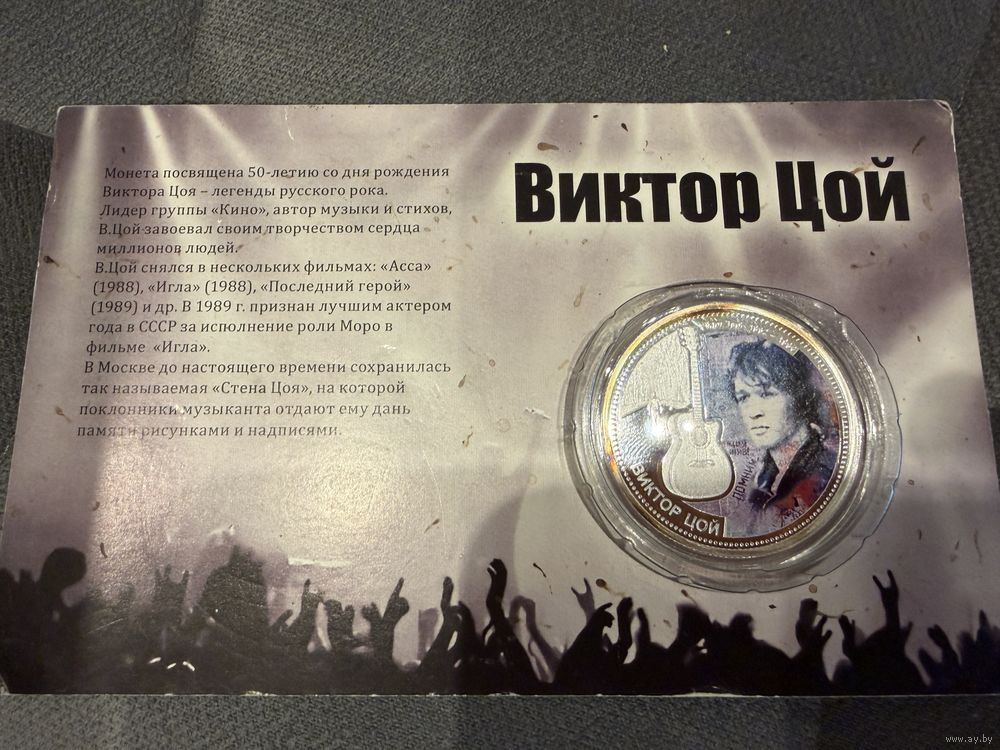 Монета посвящена 50-летию со дня рождения
Виктора Цоя – легенды русского рока.
Лидер группы «Кино», автор музыки и стихов,
В.Цой завоевал своим творчеством сердца
миллионов людей.
В.Цой снялся в нескольких фильмах: «Асса»
(1988), «Игла» (1988), «Последний герой»
(1989) и др. В 1989 г. признан лучшим актером
года в СССР за исполнение роли Моро в
фильме «Игла».
В Москве до настоящего времени сохранилась
так называемая «Стена Цоя», на которой
поклонники музыканта отдают ему дань
памяти рисунками и надписями.
Виктор Цой
ВИКТОР ЦОЙ
www.ay.by